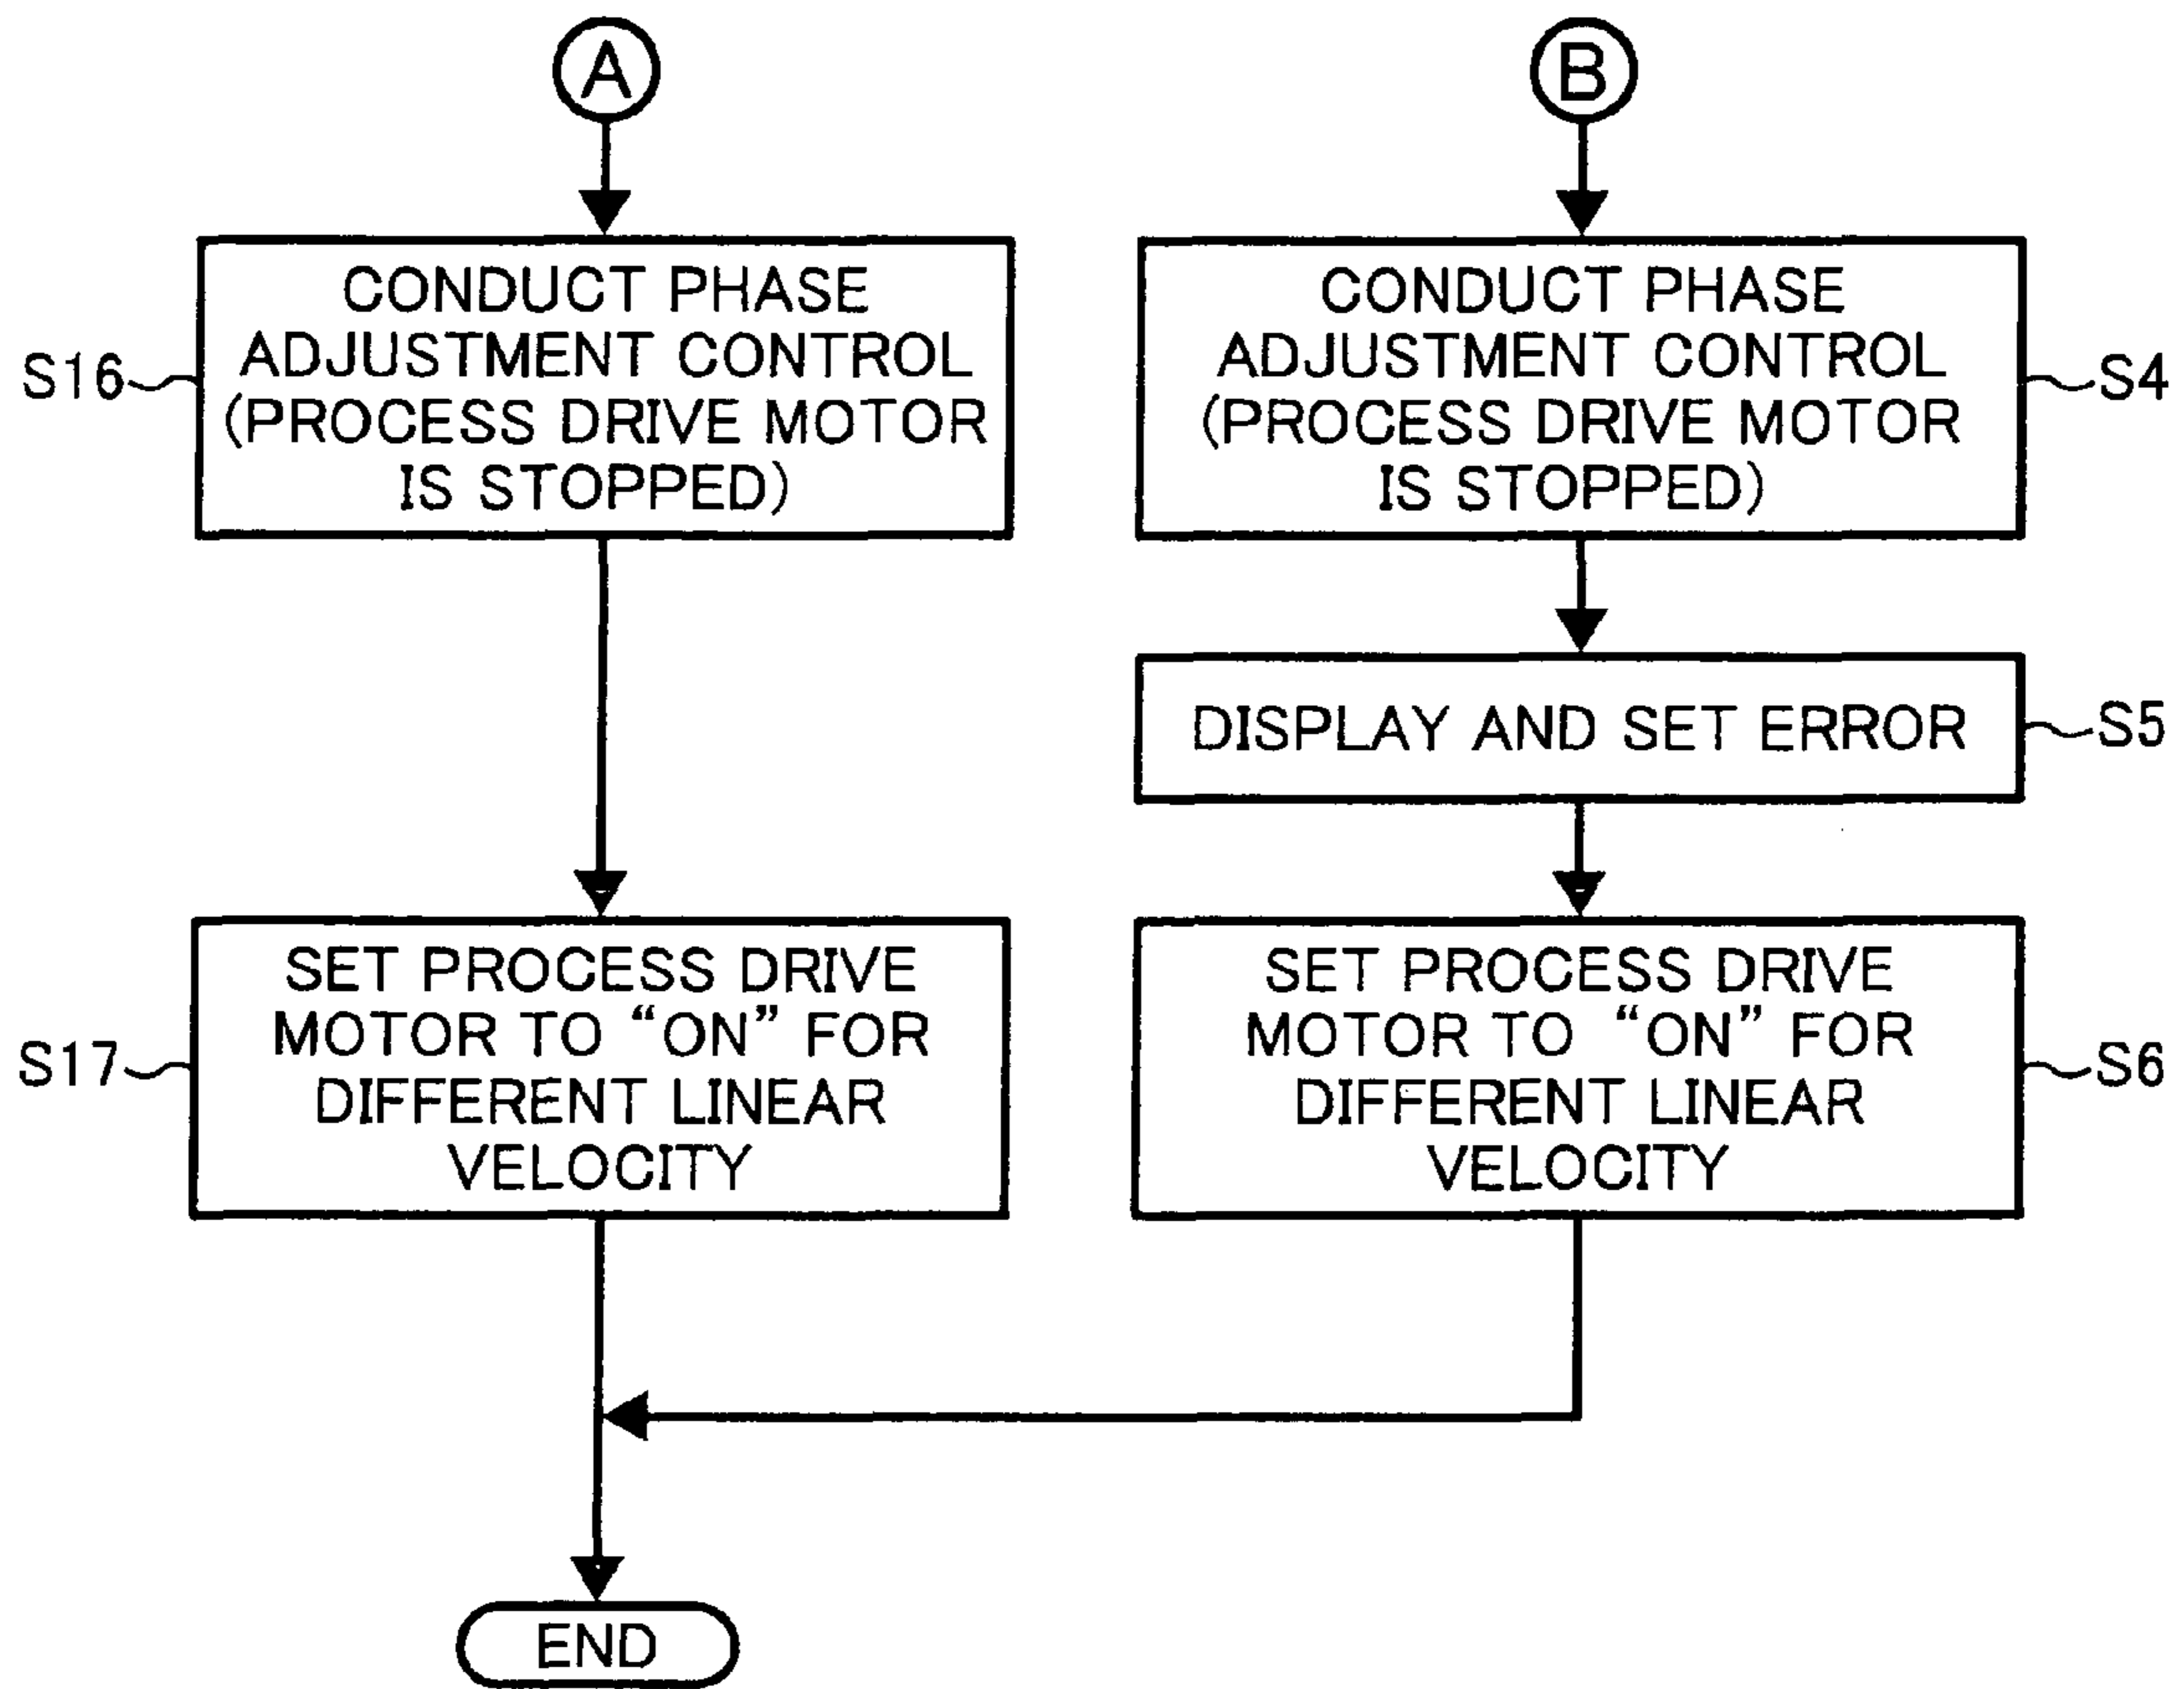 A
CONDUCT PHASE
ADJUSTMENT CONTROL
(PROCESS DRIVE MOTOR
IS STOPPED)
S16
SET PROCESS DRIVE
MOTOR TO “ON” FOR
DIFFERENT LINEAR
VELOCITY
S17
B
CONDUCT PHASE
ADJUSTMENT CONTROL
(PROCESS DRIVE MOTOR
IS STOPPED)
S4
DISPLAY AND SET ERROR
S5
SET PROCESS DRIVE
MOTOR TO “ON” FOR
DIFFERENT LINEAR
VELOCITY
S6
END